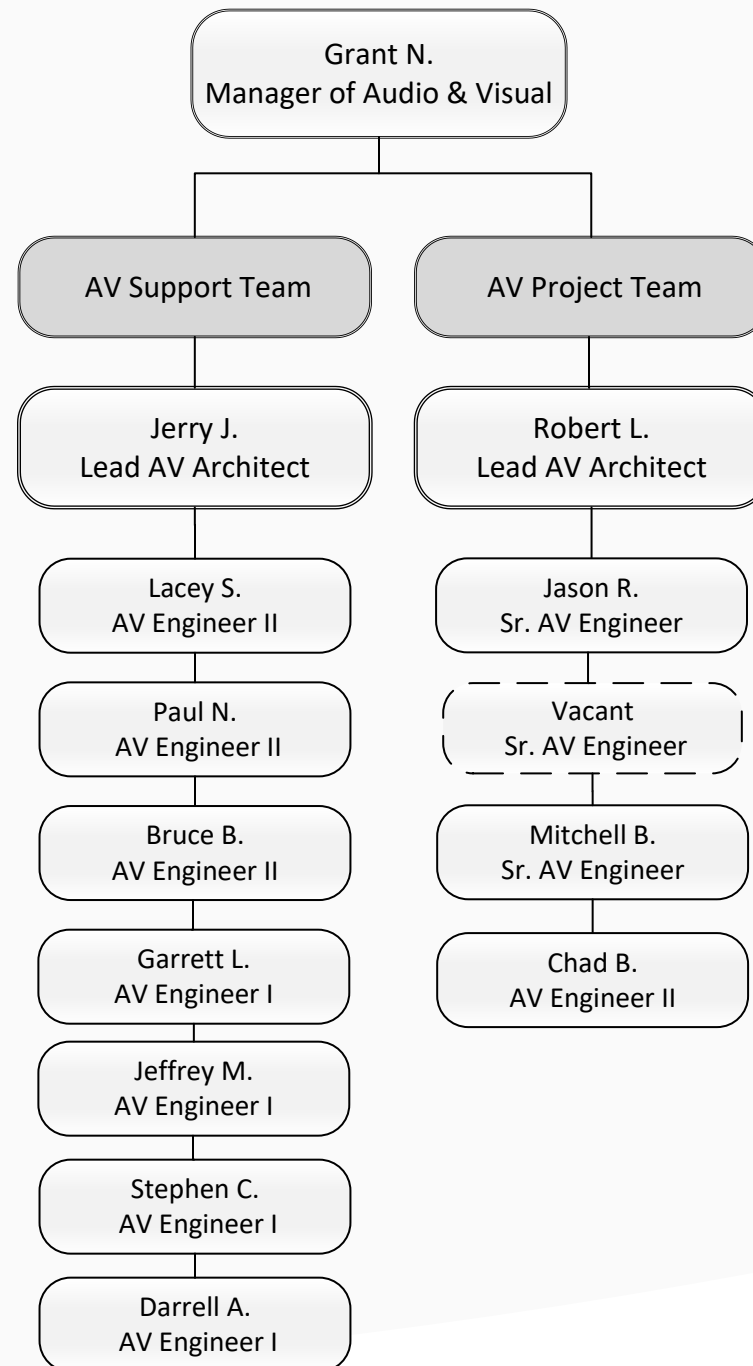 Grant N.
Manager of Audio & Visual
AV Support Team
AV Project Team
Jerry J.
Lead AV Architect
Robert L.
Lead AV Architect
Lacey S.
AV Engineer II
Jason R.
Sr. AV Engineer
Paul N.
AV Engineer II
Vacant
Sr. AV Engineer
Bruce B.
AV Engineer II
Mitchell B.
Sr. AV Engineer
Garrett L.
AV Engineer I
Chad B.
AV Engineer II
Jeffrey M.
AV Engineer I
Stephen C.
AV Engineer I
Darrell A.
AV Engineer I